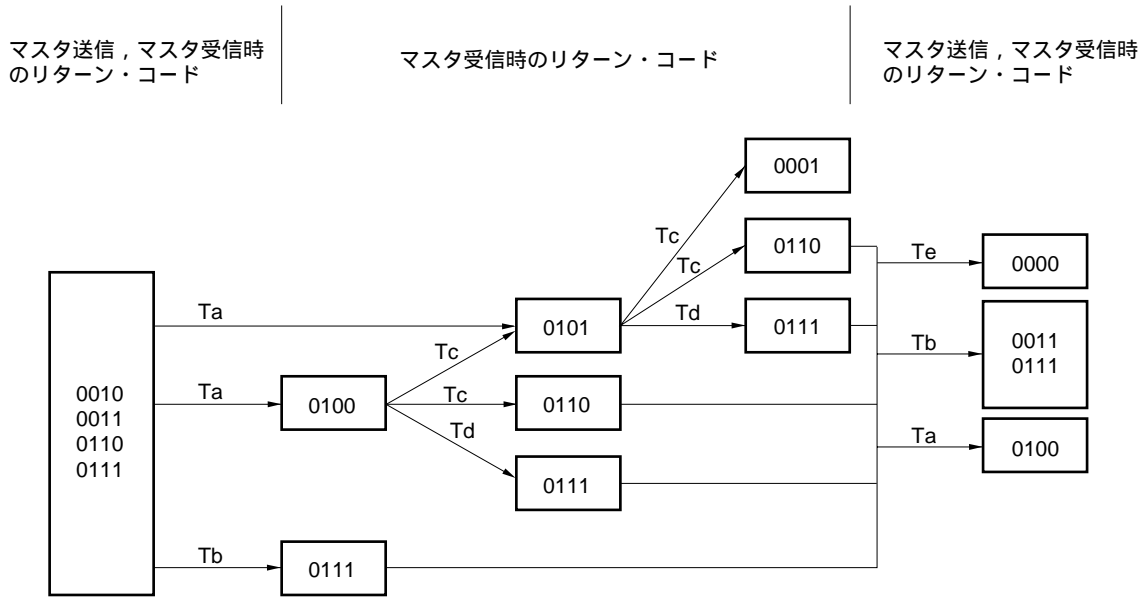 マスタ送信，マスタ受信時
のリターン・コード
マスタ受信時のリターン・コード
マスタ送信，マスタ受信時
のリターン・コード
0001
Tc
0110
Tc
Te
0000
Ta
0101
Td
0111
Tb
0011
0111
Tc
0010
0011
0110
0111
Ta
0100
Tc
0110
Td
Ta
0100
0111
Tb
0111